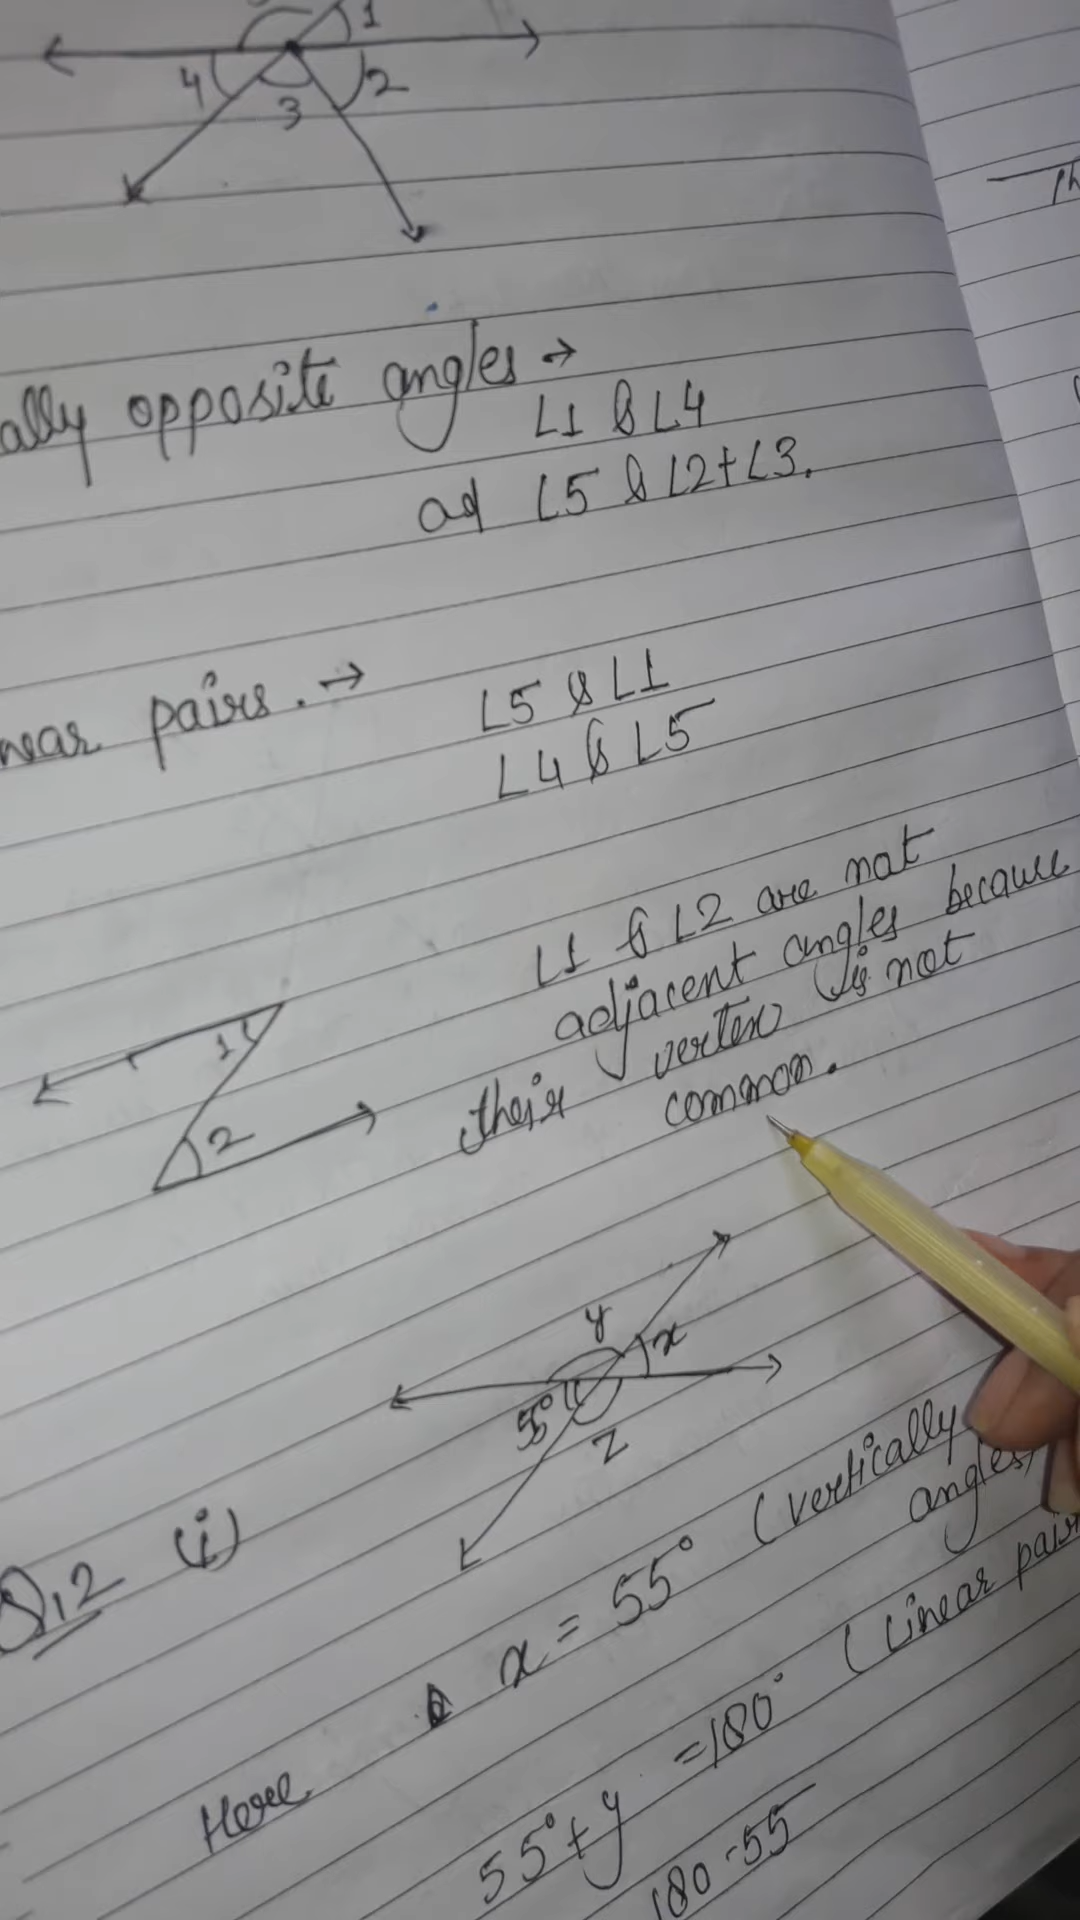 1
4
2
3
ally opposite angles →
∠1 & ∠4
ad ∠5 & ∠2+∠3.
near pairs. →
∠5 & ∠1
∠4 & ∠5
∠1 & ∠2 are not
adjacent angles because
their vertex is not
common.
1
2
y
x
55°
z
Q.12 (i)
Here x = 55° (vertically
angles)
55°+y =180° (Linear pair
180-55